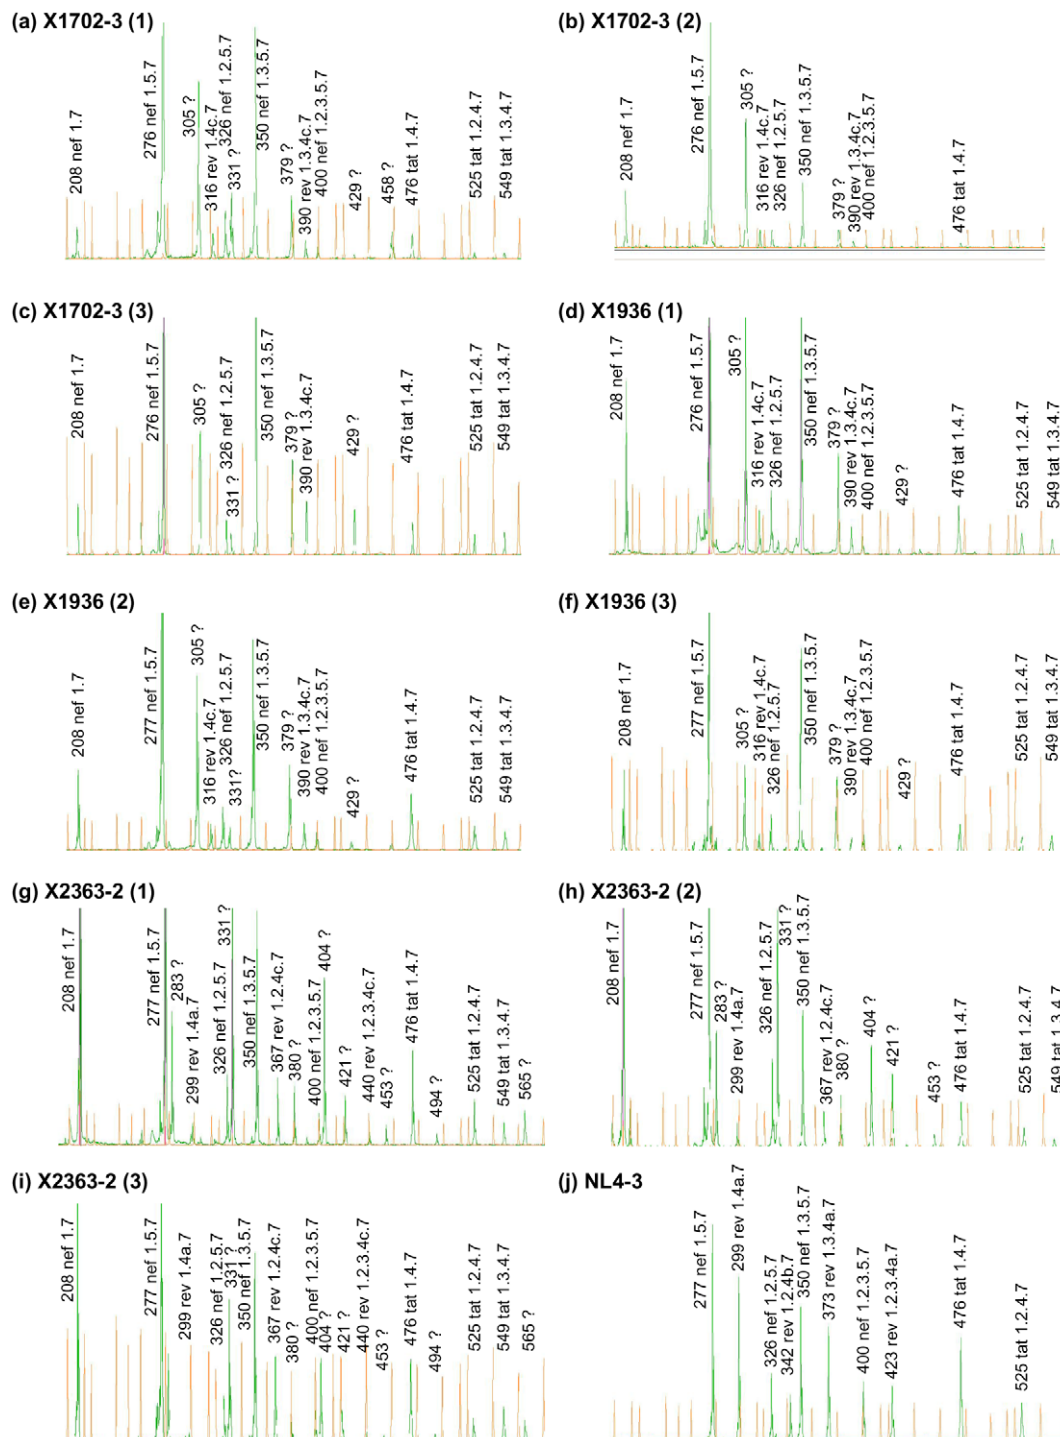 (a) X1702-3 (1)
208 nef 1.7
276 nef 1.5.7
305 ?
316 rev 1.4c.7
326 nef 1.2.5.7
331 ?
350 nef 1.3.5.7
379 ?
390 rev 1.3.4c.7
400 nef 1.2.3.5.7
429 ?
458 ?
476 tat 1.4.7
525 tat 1.2.4.7
549 tat 1.3.4.7
(b) X1702-3 (2)
208 nef 1.7
276 nef 1.5.7
305 ?
316 rev 1.4c.7
326 nef 1.2.5.7
350 nef 1.3.5.7
379 ?
390 rev 1.3.4c.7
400 nef 1.2.3.5.7
476 tat 1.4.7
(c) X1702-3 (3)
208 nef 1.7
276 nef 1.5.7
305 ?
326 nef 1.2.5.7
331 ?
350 nef 1.3.5.7
379 ?
390 rev 1.3.4c.7
429 ?
476 tat 1.4.7
525 tat 1.2.4.7
549 tat 1.3.4.7
(d) X1936 (1)
208 nef 1.7
276 nef 1.5.7
305 ?
316 rev 1.4c.7
326 nef 1.2.5.7
350 nef 1.3.5.7
379 ?
390 rev 1.3.4c.7
400 nef 1.2.3.5.7
429 ?
476 tat 1.4.7
525 tat 1.2.4.7
549 tat 1.3.4.7
(e) X1936 (2)
208 nef 1.7
277 nef 1.5.7
305 ?
316 rev 1.4c.7
326 nef 1.2.5.7
331?
350 nef 1.3.5.7
379 ?
390 rev 1.3.4c.7
400 nef 1.2.3.5.7
429 ?
476 tat 1.4.7
525 tat 1.2.4.7
549 tat 1.3.4.7
(f) X1936 (3)
208 nef 1.7
277 nef 1.5.7
305 ?
316 rev 1.4c.7
326 nef 1.2.5.7
350 nef 1.3.5.7
379 ?
390 rev 1.3.4c.7
400 nef 1.2.3.5.7
429 ?
476 tat 1.4.7
525 tat 1.2.4.7
549 tat 1.3.4.7
(g) X2363-2 (1)
208 nef 1.7
277 nef 1.5.7
283 ?
299 rev 1.4a.7
326 nef 1.2.5.7
331 ?
350 nef 1.3.5.7
367 rev 1.2.4c.7
380 ?
400 nef 1.2.3.5.7
404 ?
421 ?
440 rev 1.2.3.4c.7
453 ?
476 tat 1.4.7
494 ?
525 tat 1.2.4.7
549 tat 1.3.4.7
565 ?
(h) X2363-2 (2)
208 nef 1.7
277 nef 1.5.7
283 ?
299 rev 1.4a.7
326 nef 1.2.5.7
331 ?
350 nef 1.3.5.7
367 rev 1.2.4c.7
380 ?
404 ?
421 ?
453 ?
476 tat 1.4.7
525 tat 1.2.4.7
549 tat 1.3.4.7
(i) X2363-2 (3)
208 nef 1.7
277 nef 1.5.7
299 rev 1.4a.7
326 nef 1.2.5.7
331 ?
350 nef 1.3.5.7
367 rev 1.2.4c.7
380 ?
400 nef 1.2.3.5.7
404 ?
421 ?
440 rev 1.2.3.4c.7
453 ?
476 tat 1.4.7
494 ?
525 tat 1.2.4.7
549 tat 1.3.4.7
565 ?
(j) NL4-3
277 nef 1.5.7
299 rev 1.4a.7
326 nef 1.2.5.7
342 rev 1.2.4b.7
350 nef 1.3.5.7
373 rev 1.3.4a.7
400 nef 1.2.3.5.7
423 rev 1.2.3.4a.7
476 tat 1.4.7
525 tat 1.2.4.7